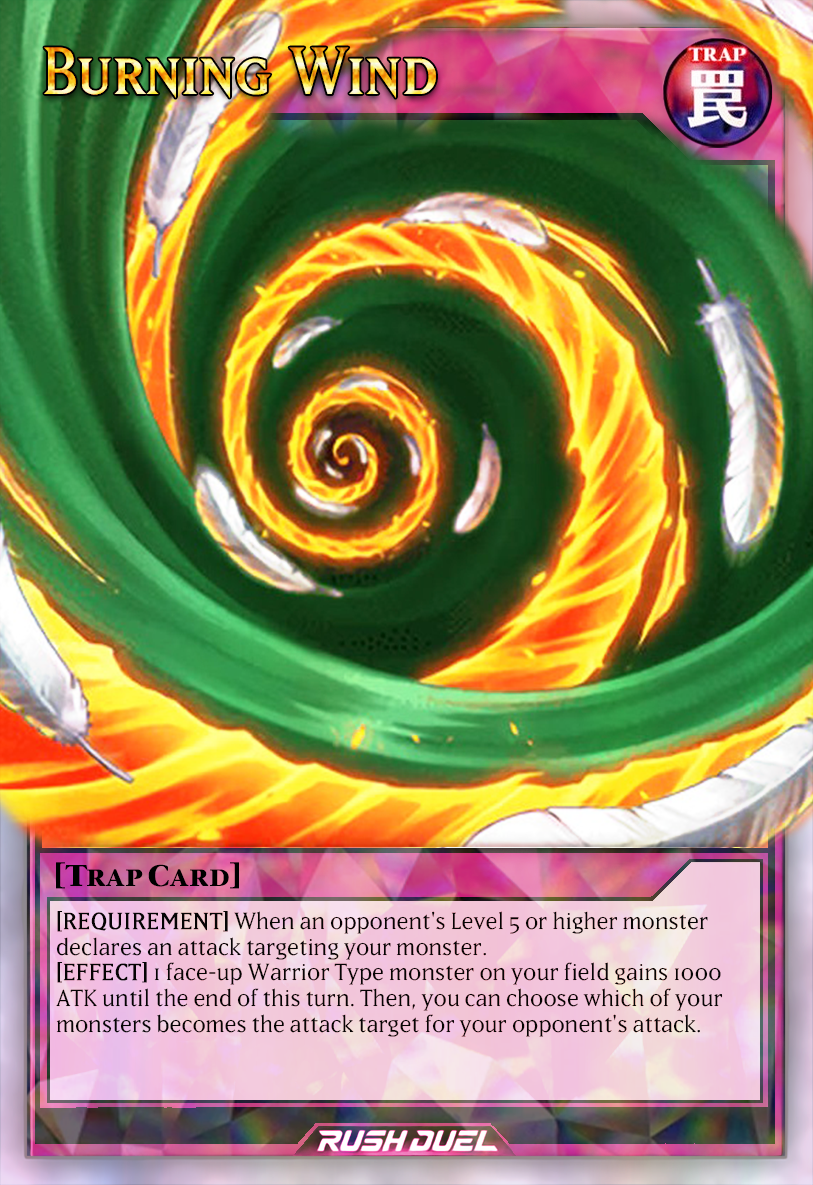 Burning Wind
TRAP
罠
[Trap Card]
[REQUIREMENT] When an opponent's Level 5 or higher monster
declares an attack targeting your monster.
[EFFECT] 1 face-up Warrior Type monster on your field gains 1000
ATK until the end of this turn. Then, you can choose which of your
monsters becomes the attack target for your opponent's attack.
RUSH DUEL